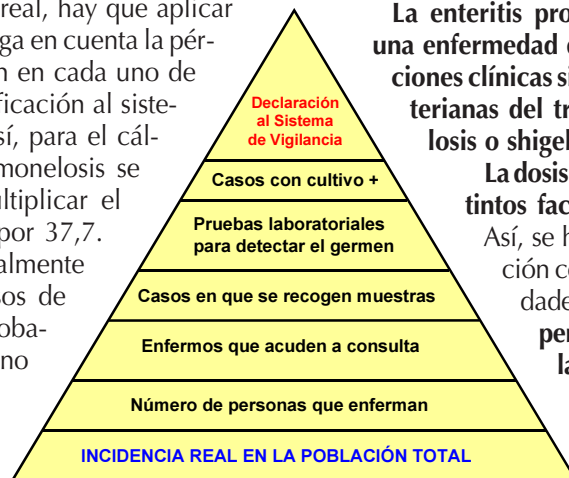 real, hay que aplicar
ga en cuenta la pér-
n en cada uno de
ficación al siste-
sí, para el cál-
monelosis se
ltiplicar el
por 37,7.
almente
sos de
oba-
no
Declaración
al Sistema
de Vigilancia
Casos con cultivo +
Pruebas laboratoriales
para detectar el germen
Casos en que se recogen muestras
Enfermos que acuden a consulta
Número de personas que enferman
INCIDENCIA REAL EN LA POBLACIÓN TOTAL
La enteritis pro
una enfermedad
ciones clínicas si
terianas del tr
losis o shigel
La dosis
tintos fac
Así, se h
ción co
dade
per
la